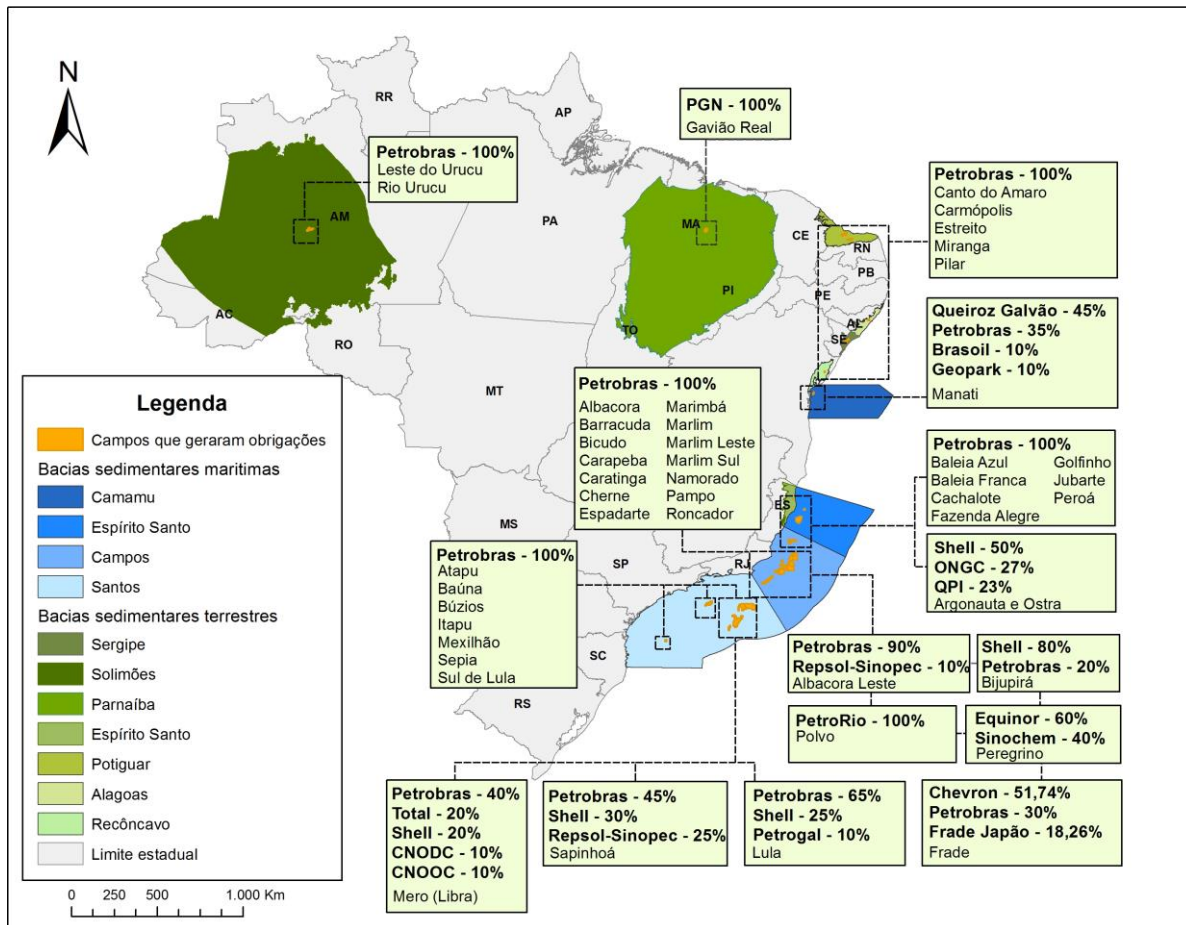 N
RR
AP
AM
PA
MA
CE
RN
PB
PE
PI
AL
SE
TO
AC
RO
MT
MS
ES
SP
RJ
SC
RS
PGN - 100%
Gavião Real
Petrobras - 100%
Leste do Urucu
Rio Urucu
Petrobras - 100%
Canto do Amaro
Carmópolis
Estreito
Miranga
Pilar
Queiroz Galvão - 45%
Petrobras - 35%
Brasoil - 10%
Geopark - 10%
Manati
Petrobras - 100%
Albacora Marimbá
Barracuda Marlim
Bicudo Marlim Leste
Carapeba Marlim Sul
Caratinga Namorado
Cherne Pampo
Espadarte Roncador
Petrobras - 100%
Baleia Azul Golfinho
Baleia Franca Jubarte
Cachalote Peroá
Fazenda Alegre
Shell - 50%
ONGC - 27%
QPI - 23%
Argonauta e Ostra
Petrobras - 100%
Atapu
Baúna
Búzios
Itapu
Mexilhão
Sepia
Sul de Lula
Petrobras - 90%
Repsol-Sinopec - 10%
Albacora Leste
Shell - 80%
Petrobras - 20%
Bijupirá
PetroRio - 100%
Polvo
Equinor - 60%
Sinochem - 40%
Peregrino
Petrobras - 40%
Total - 20%
Shell - 20%
CNODC - 10%
CNOOC - 10%
Mero (Libra)
Petrobras - 45%
Shell - 30%
Repsol-Sinopec - 25%
Sapinhoá
Petrobras - 65%
Shell - 25%
Petrogal - 10%
Lula
Chevron - 51,74%
Petrobras - 30%
Frade Japão - 18,26%
Frade
Legenda
Campos que geraram obrigações
Bacias sedimentares maritimas
Camamu
Espírito Santo
Campos
Santos
Bacias sedimentares terrestres
Sergipe
Solimões
Parnaíba
Espírito Santo
Potiguar
Alagoas
Recôncavo
Limite estadual
0 250 500 1.000 Km